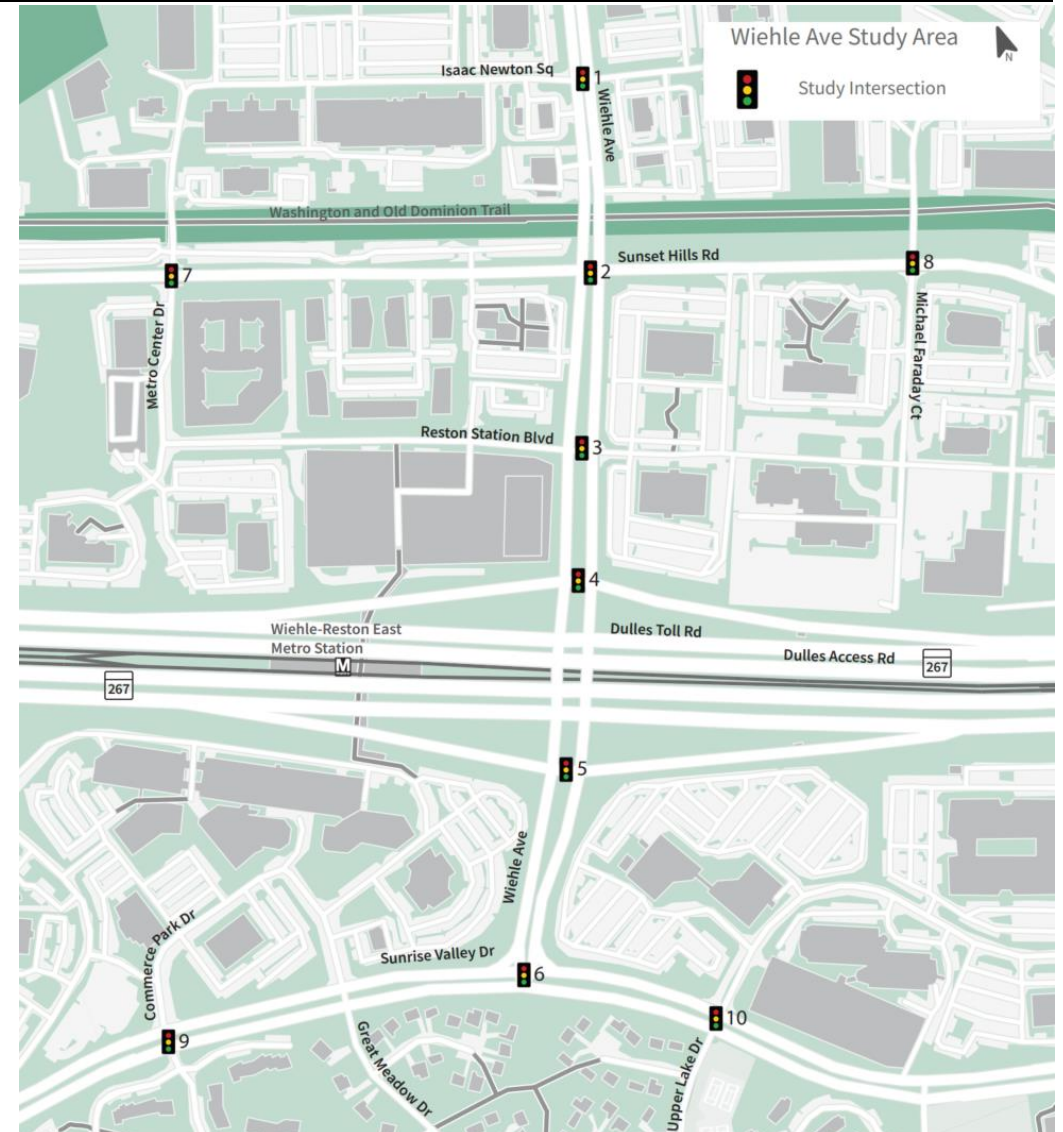 Wiehle Ave Study Area
N
Study Intersection
Isaac Newton Sq
1
Wiehle Ave
Washington and Old Dominion Trail
Sunset Hills Rd
7
2
8
Metro Center Dr
Michael Faraday Ct
Reston Station Blvd
3
4
Wiehle-Reston East
Metro Station
M
Dulles Toll Rd
Dulles Access Rd
267
267
5
Wiehle Ave
Commerce Park Dr
Sunrise Valley Dr
6
9
Great Meadow Dr
10
Upper Lake Dr